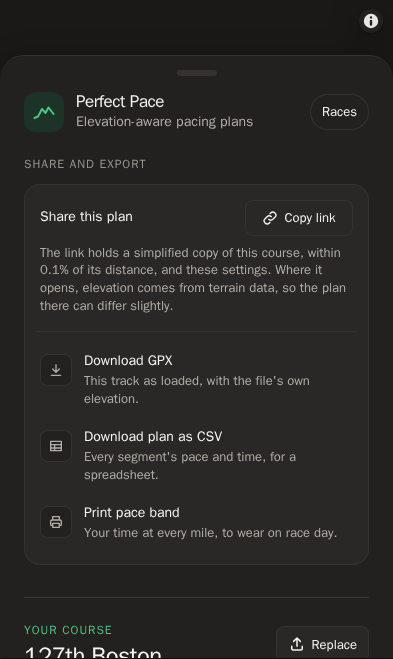 Perfect Pace
Elevation-aware pacing plans
Races
SHARE AND EXPORT
Share this plan
Copy link
The link holds a simplified copy of this course, within
0.1% of its distance, and these settings. Where it
opens, elevation comes from terrain data, so the plan
there can differ slightly.
Download GPX
This track as loaded, with the file's own
elevation.
Download plan as CSV
Every segment's pace and time, for a
spreadsheet.
Print pace band
Your time at every mile, to wear on race day.
YOUR COURSE
127th Boston
Replace